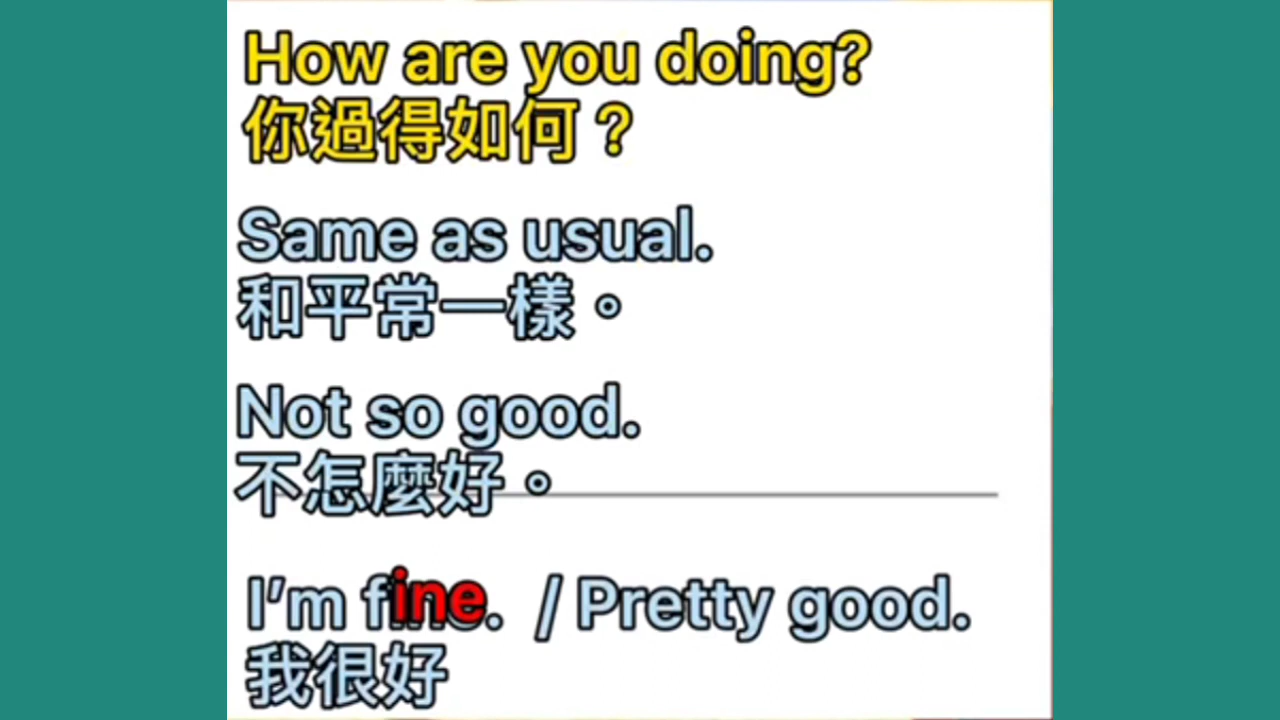 How are you doing?
你過得如何？
Same as usual.
和平常一樣。
Not so good.
不怎麼好。
I’m fine. / Pretty good.
我很好